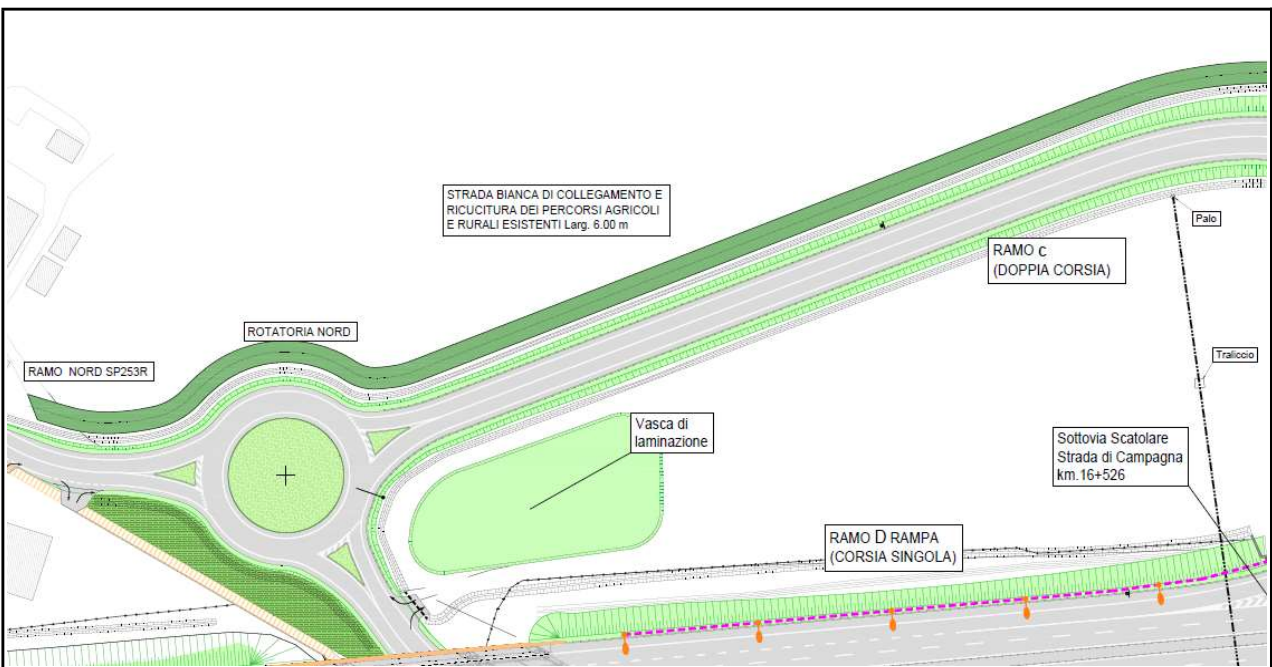 STRADA BIANCA DI COLLEGAMENTO E
RICUCITURA DEI PERCORSI AGRICOLI
E RURALI ESISTENTI Larg. 6.00 m
Palo
RAMO C
(DOPPIA CORSIA)
ROTATORIA NORD
Traliccio
RAMO NORD SP253R
Vasca di
laminazione
Sottovia Scatolare
Strada di Campagna
km.16+526
RAMO D RAMPA
(CORSIA SINGOLA)